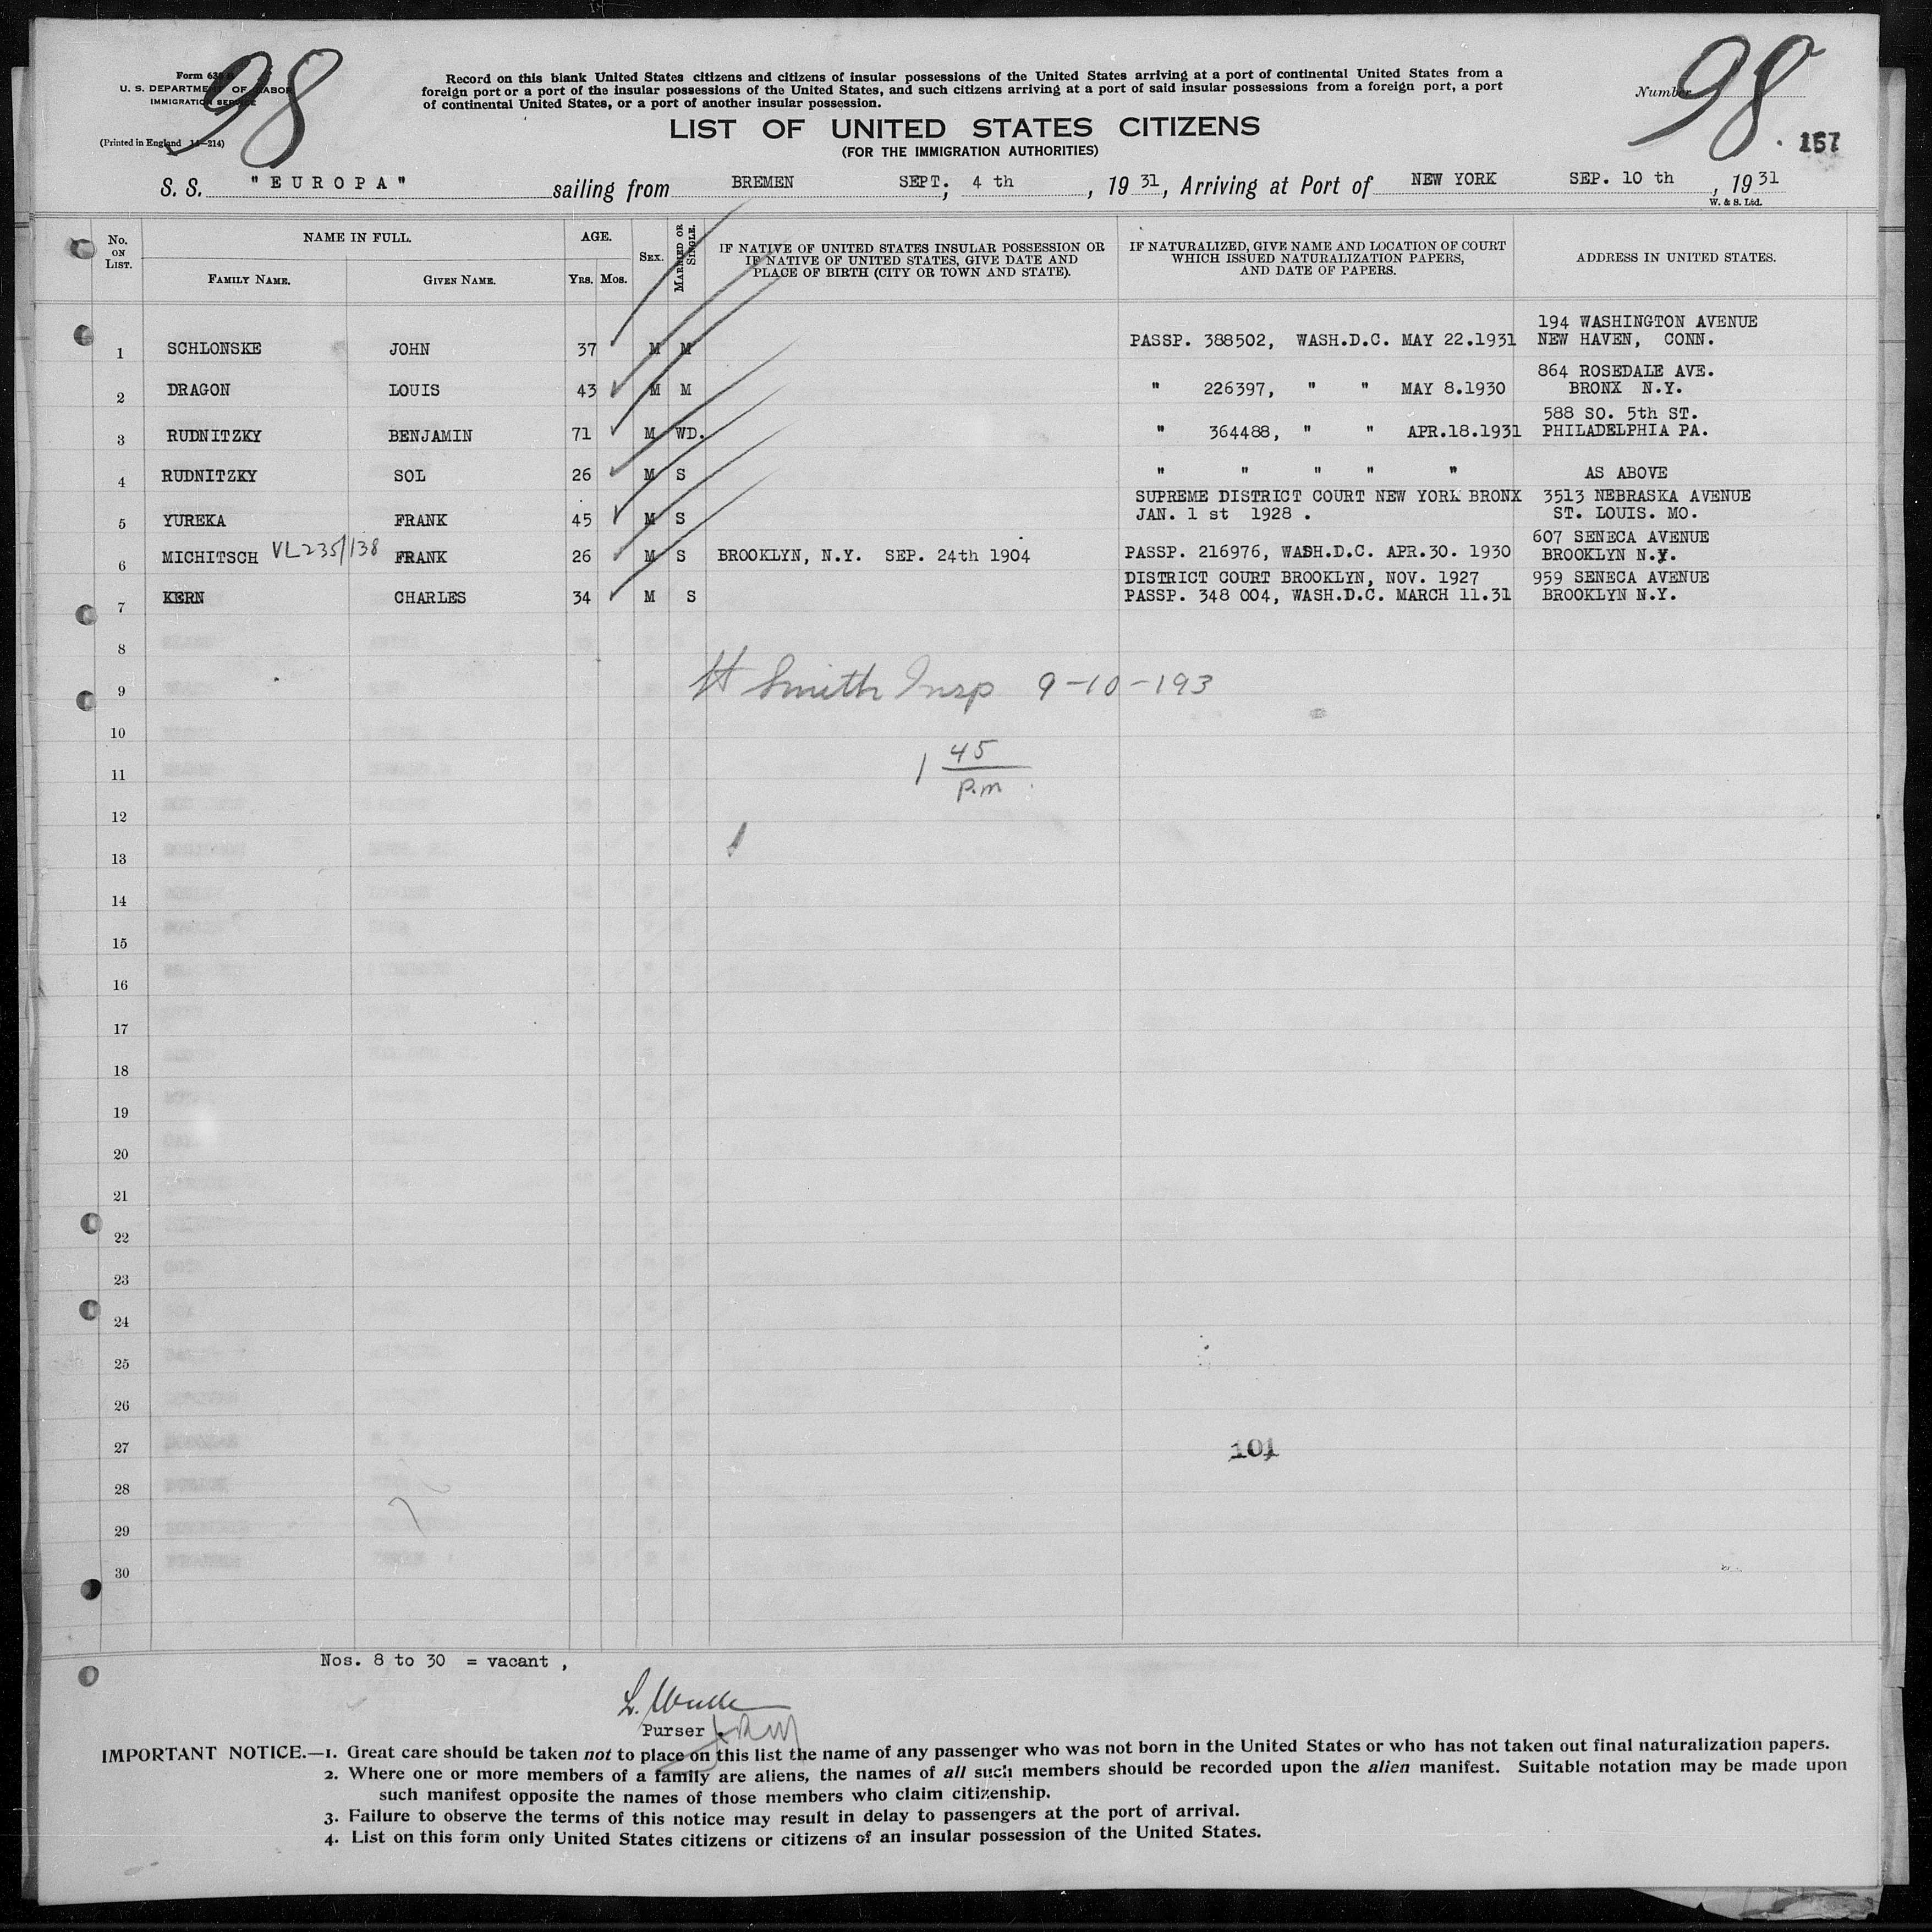 98
Form 630 B
U. S. DEPARTMENT OF LABOR
IMMIGRATION SERVICE
(Printed in England 14—214)
Record on this blank United States citizens and citizens of insular possessions of the United States arriving at a port of continental United States from a
foreign port or a port of the insular possessions of the United States, and such citizens arriving at a port of said insular possessions from a foreign port, a port
of continental United States, or a port of another insular possession.
LIST OF UNITED STATES CITIZENS
(FOR THE IMMIGRATION AUTHORITIES)
Number 98
157
S. S. "EUROPA" sailing from BREMEN SEPT; 4 th, 1931, Arriving at Port of NEW YORK SEP. 10 th, 1931
W. & S. Ltd.
No. ON LIST. NAME IN FULL. FAMILY NAME. GIVEN NAME. AGE. YRS. MOS. SEX. MARRIED OR SINGLE.
IF NATIVE OF UNITED STATES INSULAR POSSESSION OR
IF NATIVE OF UNITED STATES, GIVE DATE AND
PLACE OF BIRTH (CITY OR TOWN AND STATE).
IF NATURALIZED, GIVE NAME AND LOCATION OF COURT
WHICH ISSUED NATURALIZATION PAPERS,
AND DATE OF PAPERS.
ADDRESS IN UNITED STATES.
194 WASHINGTON AVENUE
1 SCHLONSKE JOHN 37 M M PASSP. 388502, WASH.D.C. MAY 22.1931 NEW HAVEN, CONN.
864 ROSEDALE AVE.
2 DRAGON LOUIS 43 M M " 226397, " " MAY 8.1930 BRONX N.Y.
588 SO. 5th ST.
3 RUDNITZKY BENJAMIN 71 M WD. " 364488, " " APR.18.1931 PHILADELPHIA PA.
4 RUDNITZKY SOL 26 M S " " " " " AS ABOVE
SUPREME DISTRICT COURT NEW YORK BRONX 3513 NEBRASKA AVENUE
5 YUREKA FRANK 45 M S JAN. 1 st 1928 . ST. LOUIS. MO.
607 SENECA AVENUE
6 MICHITSCH VL235/138 FRANK 26 M S BROOKLYN, N.Y. SEP. 24th 1904 PASSP. 216976, WASH.D.C. APR.30. 1930 BROOKLYN N.Y.
DISTRICT COURT BROOKLYN, NOV. 1927 959 SENECA AVENUE
7 KERN CHARLES 34 M S PASSP. 348 004, WASH.D.C. MARCH 11.31 BROOKLYN N.Y.
8
9 H Smith Insp 9-10-193
10
11 1 45
P.m
12
13
14
15
16
17
18
19
20
21
22
23
24
25
26
27 101
28
29
30
Nos. 8 to 30 = vacant ,
Purser .
IMPORTANT NOTICE.—1. Great care should be taken not to place on this list the name of any passenger who was not born in the United States or who has not taken out final naturalization papers.
2. Where one or more members of a family are aliens, the names of all such members should be recorded upon the alien manifest. Suitable notation may be made upon
such manifest opposite the names of those members who claim citizenship.
3. Failure to observe the terms of this notice may result in delay to passengers at the port of arrival.
4. List on this form only United States citizens or citizens of an insular possession of the United States.